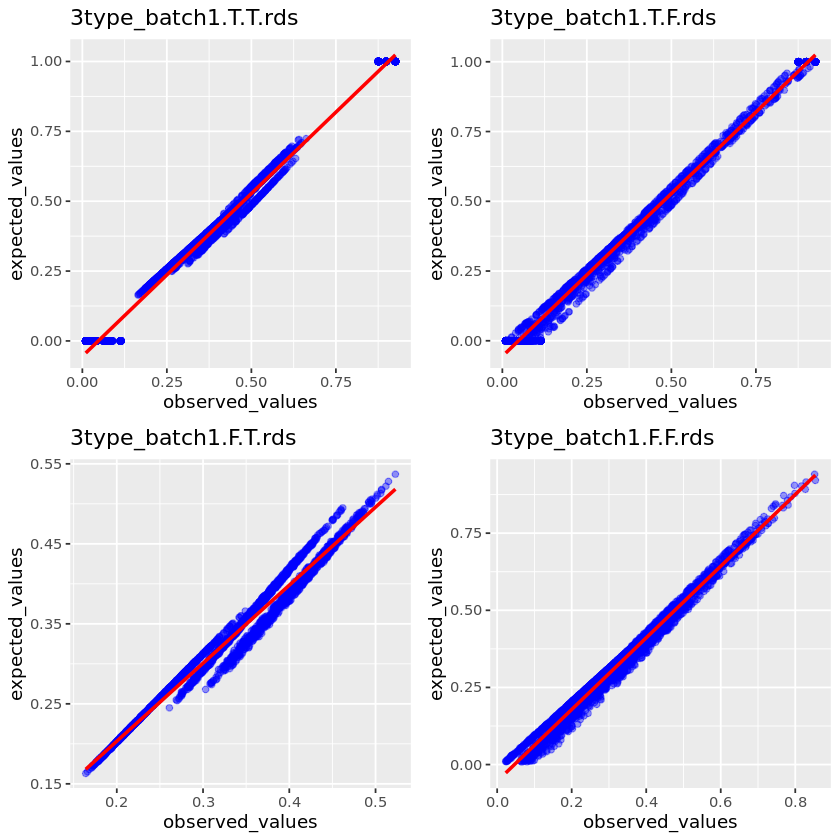 3type_batch1.T.T.rds
1.00
0.75
0.50
0.25
0.00
expected_values
0.00 0.25 0.50 0.75
observed_values
3type_batch1.T.F.rds
1.00
0.75
0.50
0.25
0.00
expected_values
0.00 0.25 0.50 0.75
observed_values
3type_batch1.F.T.rds
0.55
0.45
0.35
0.25
0.15
expected_values
0.2 0.3 0.4 0.5
observed_values
3type_batch1.F.F.rds
0.75
0.50
0.25
0.00
expected_values
0.0 0.2 0.4 0.6 0.8
observed_values